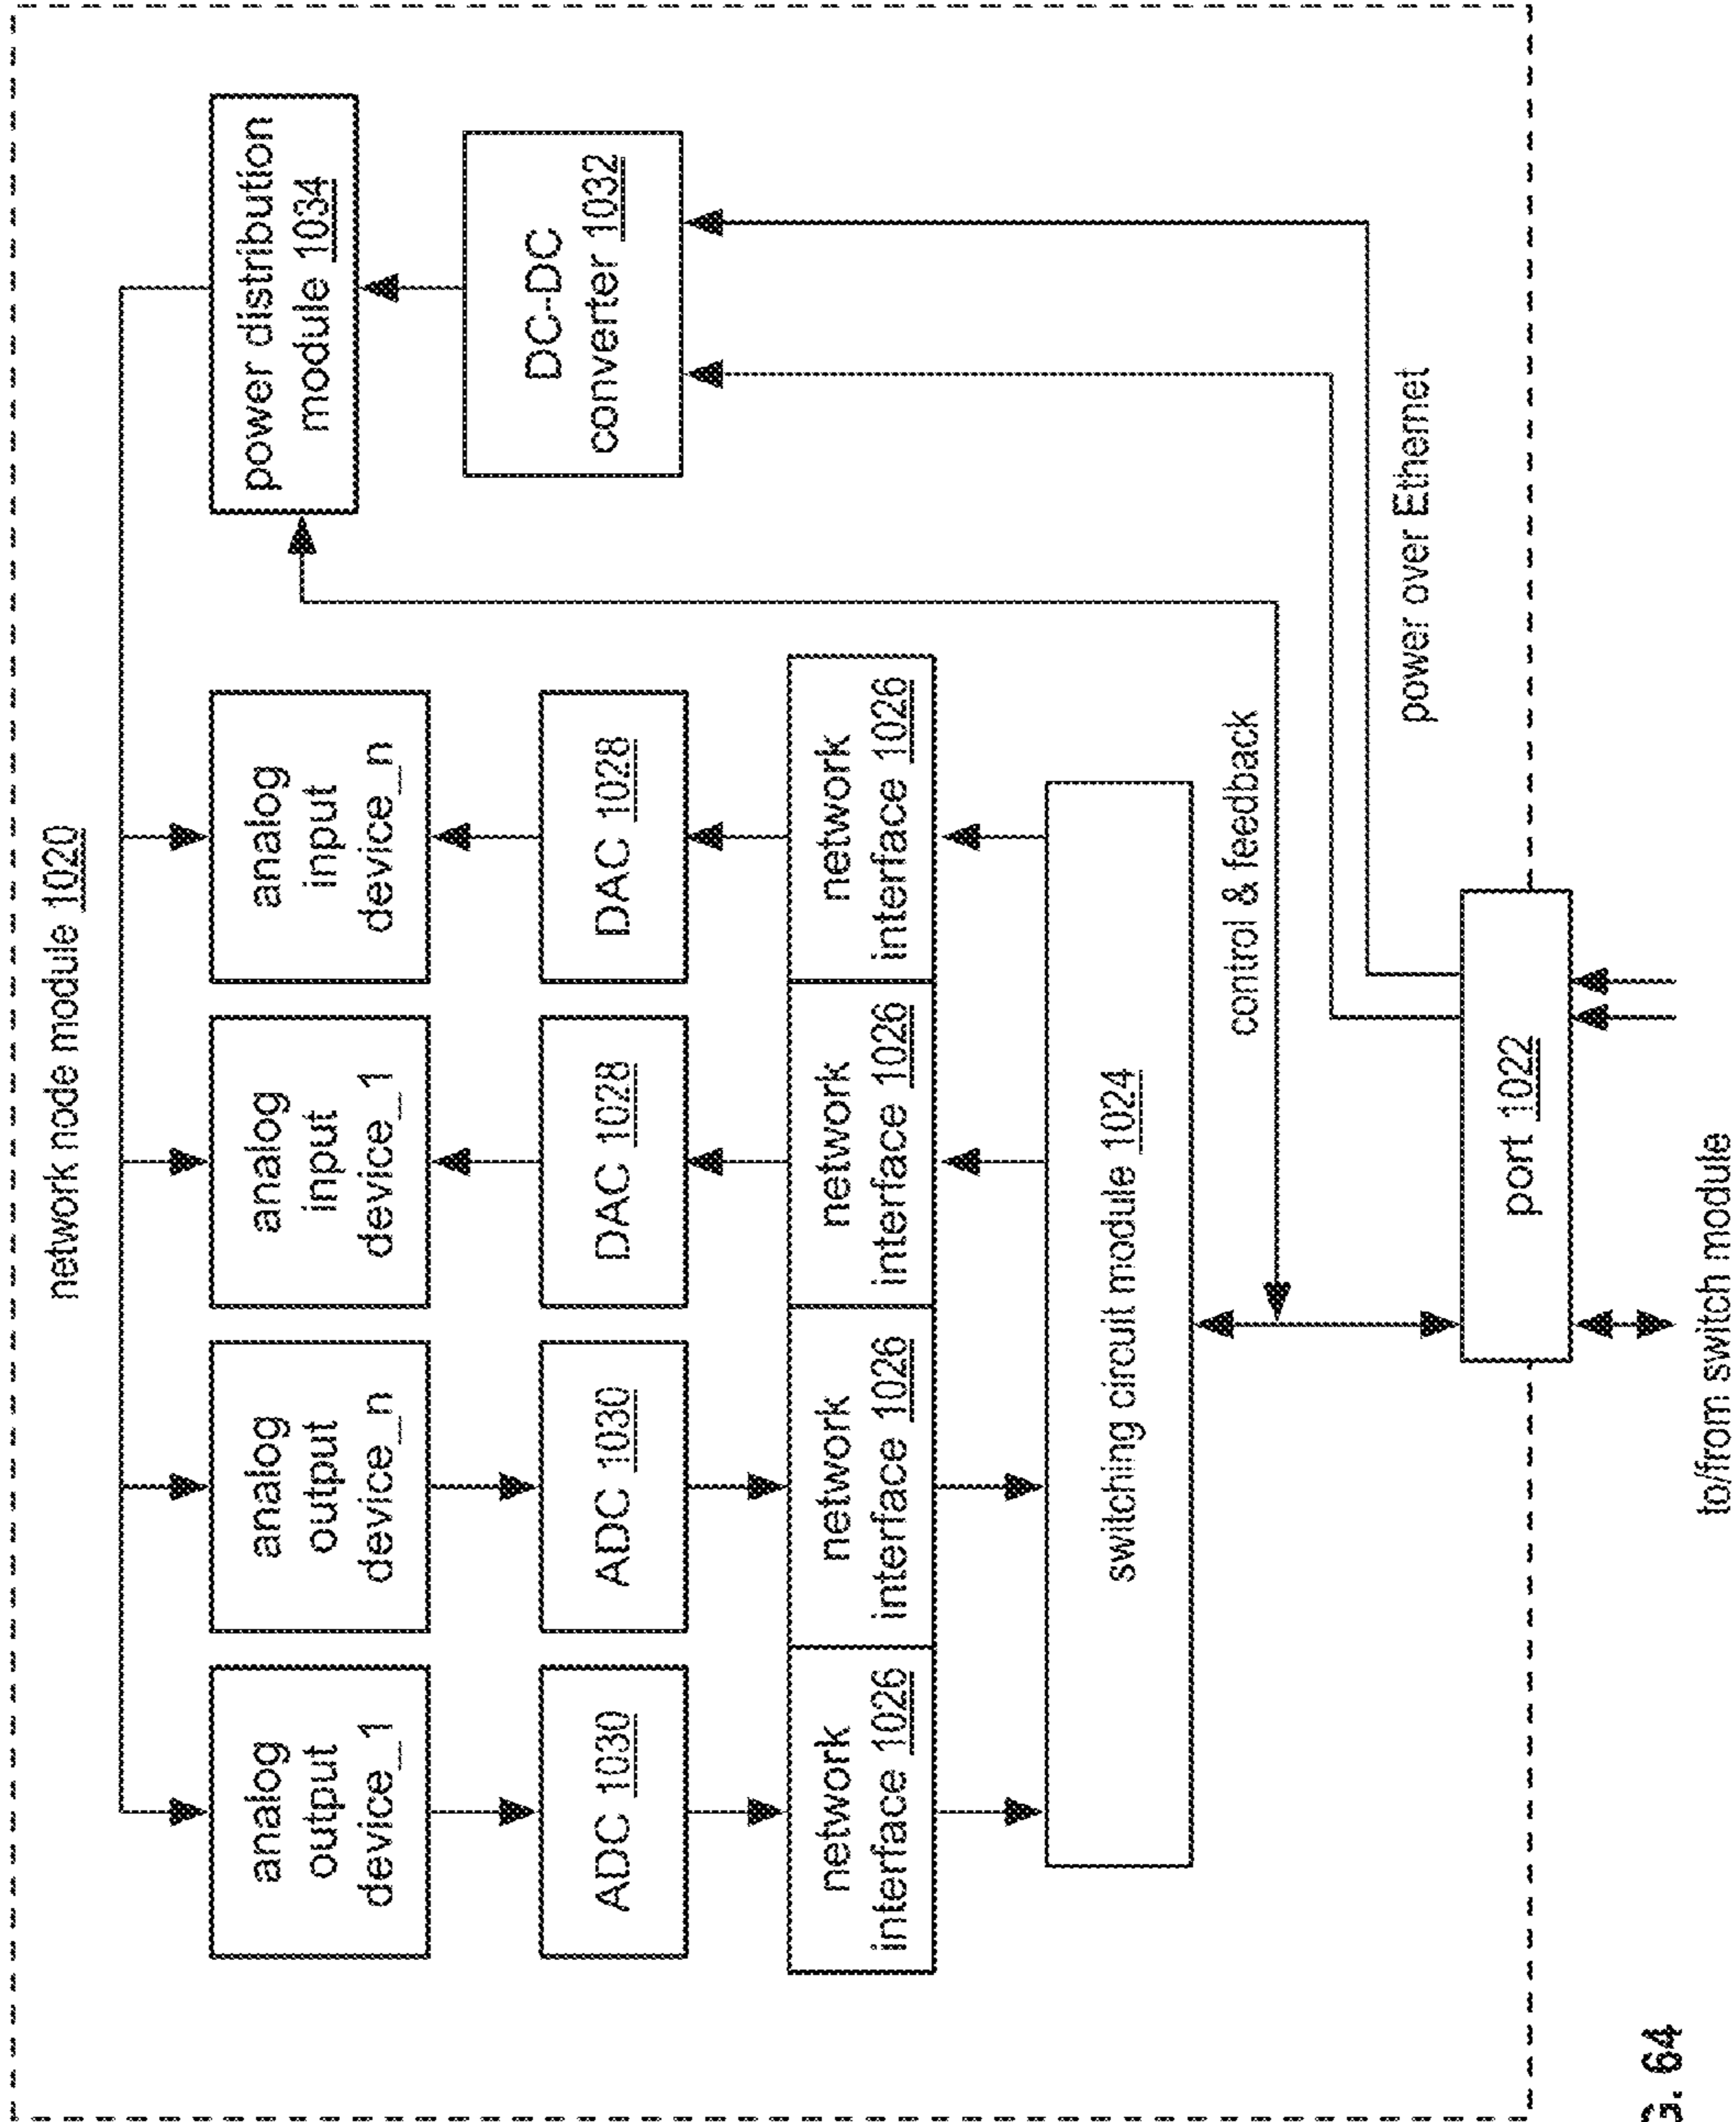 network node module 1020
analog
output
device_1
analog
output
device_n
analog
input
device_1
analog
input
device_n
power distribution
module 1034
ADC 1030
ADC 1030
DAC 1028
DAC 1028
DC-DC
converter 1032
network
interface 1026
network
interface 1026
network
interface 1026
network
interface 1026
switching circuit module 1024
control & feedback
power over Ethernet
port 1022
to/from switch module
G. 64